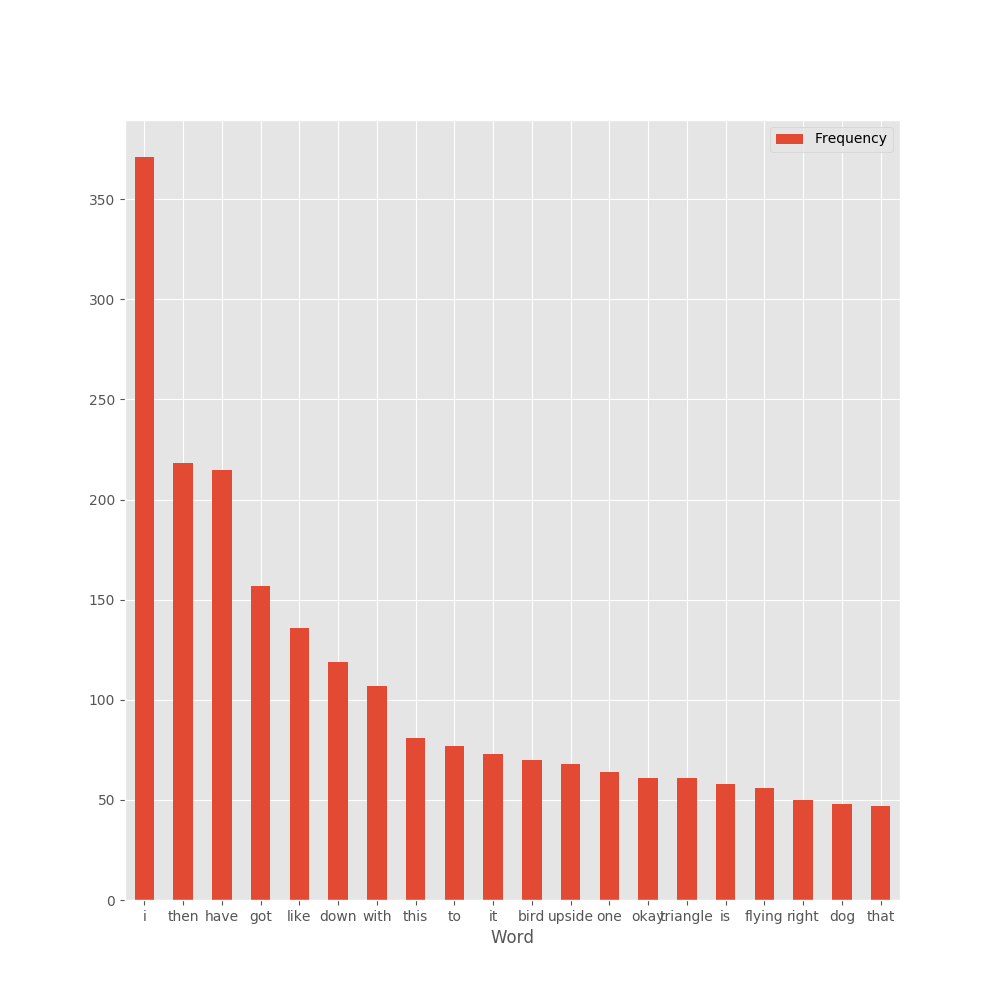 Frequency
350
300
250
200
150
100
50
0
i then have got like down with this to it bird upside one okay triangle is flying right dog that
Word